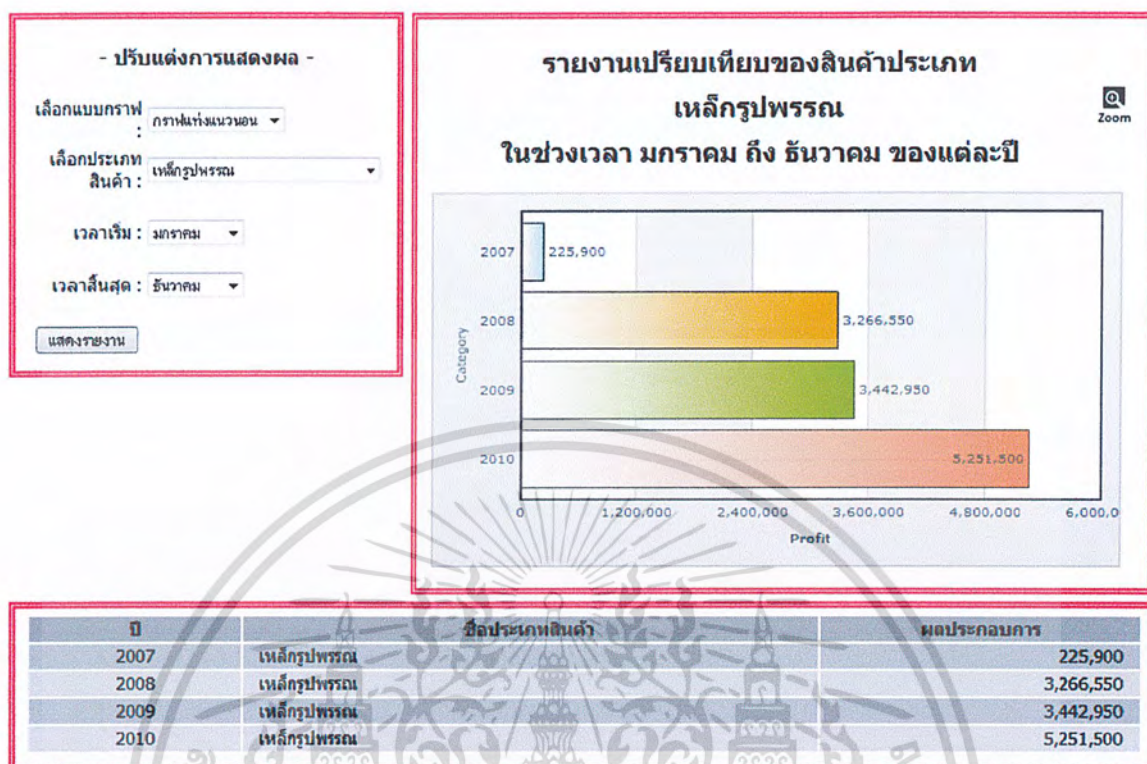 - ปรับแต่งการแสดงผล -
เลือกแบบกราฟ : กราฟแท่งแนวนอน
เลือกประเภทสินค้า : เหล็กรูปพรรณ
เวลาเริ่ม : มกราคม
เวลาสิ้นสุด : ธันวาคม
แสดงรายงาน
รายงานเปรียบเทียบของสินค้าประเภท
เหล็กรูปพรรณ
ในช่วงเวลา มกราคม ถึง ธันวาคม ของแต่ละปี
Zoom
Category
2007 225,900
2008 3,266,550
2009 3,442,950
2010 5,251,500
0 1,200,000 2,400,000 3,600,000 4,800,000 6,000,0
Profit
ปี ชื่อประเภทสินค้า ผลประกอบการ
2007 เหล็กรูปพรรณ 225,900
2008 เหล็กรูปพรรณ 3,266,550
2009 เหล็กรูปพรรณ 3,442,950
2010 เหล็กรูปพรรณ 5,251,500